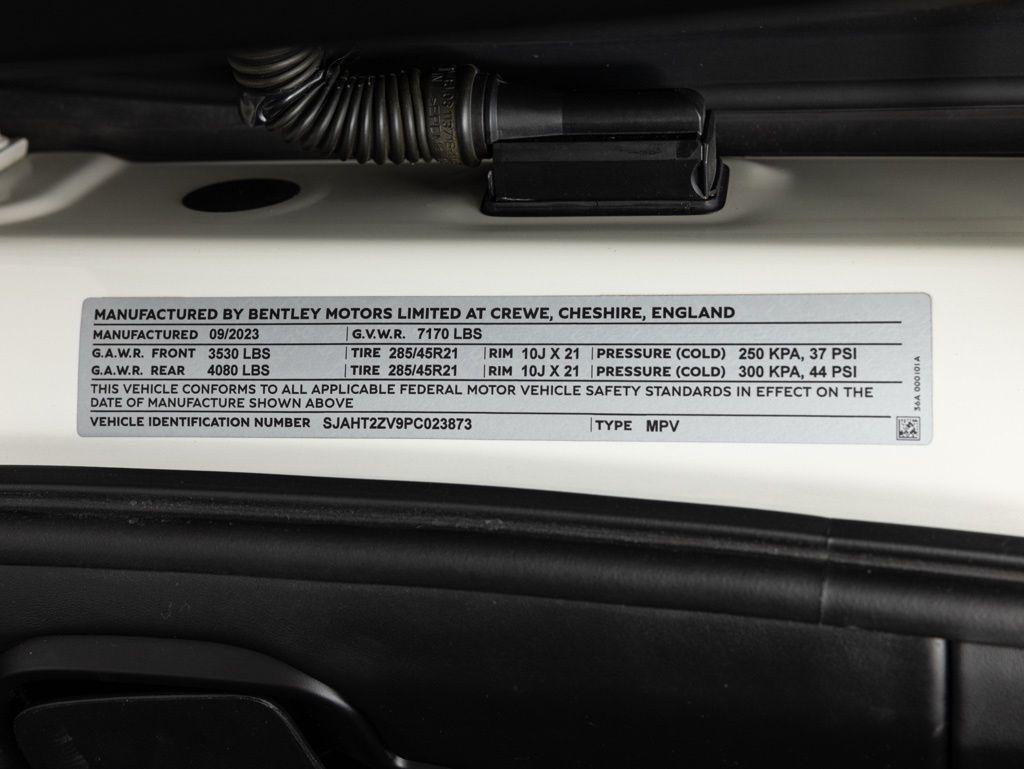 MANUFACTURED BY BENTLEY MOTORS LIMITED AT CREWE, CHESHIRE, ENGLAND
MANUFACTURED 09/2023 G.V.W.R. 7170 LBS
G.A.W.R. FRONT 3530 LBS TIRE 285/45R21 RIM 10J X 21 PRESSURE (COLD) 250 KPA, 37 PSI
G.A.W.R. REAR 4080 LBS TIRE 285/45R21 RIM 10J X 21 PRESSURE (COLD) 300 KPA, 44 PSI
THIS VEHICLE CONFORMS TO ALL APPLICABLE FEDERAL MOTOR VEHICLE SAFETY STANDARDS IN EFFECT ON THE
DATE OF MANUFACTURE SHOWN ABOVE
VEHICLE IDENTIFICATION NUMBER SJAHT2ZV9PC023873 TYPE MPV
36A 000101A